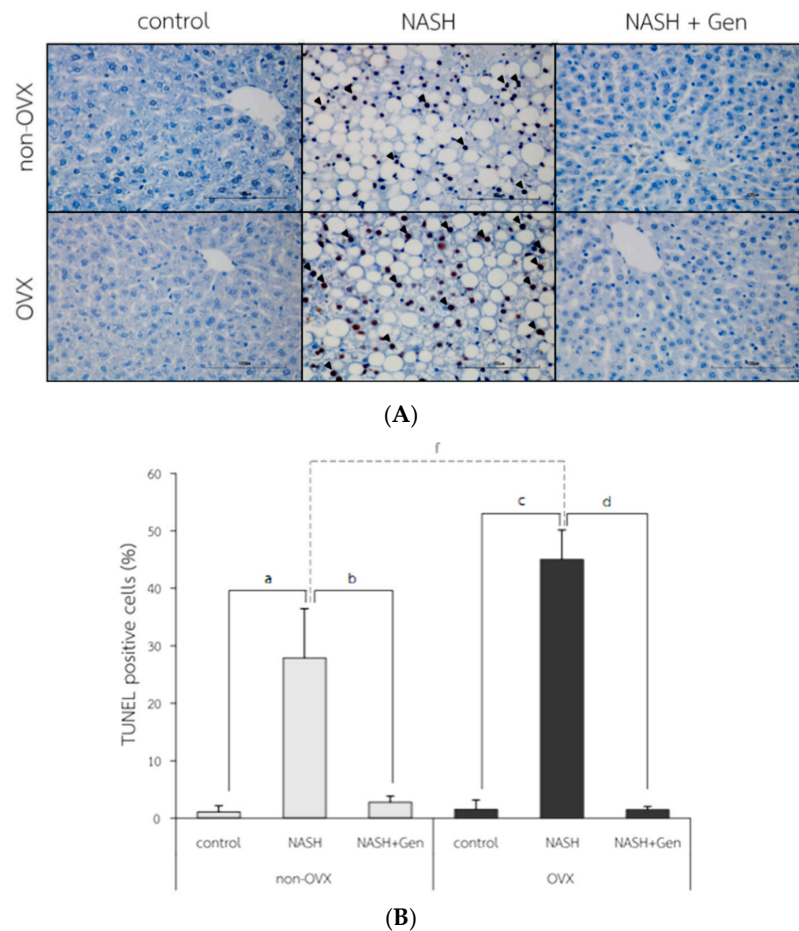 control NASH NASH + Gen
non-OVX
OVX
(A)
f
c d
a b
TUNEL positive cells (%)
60
50
40
30
20
10
0
control NASH NASH+Gen control NASH NASH+Gen
non-OVX OVX
(B)